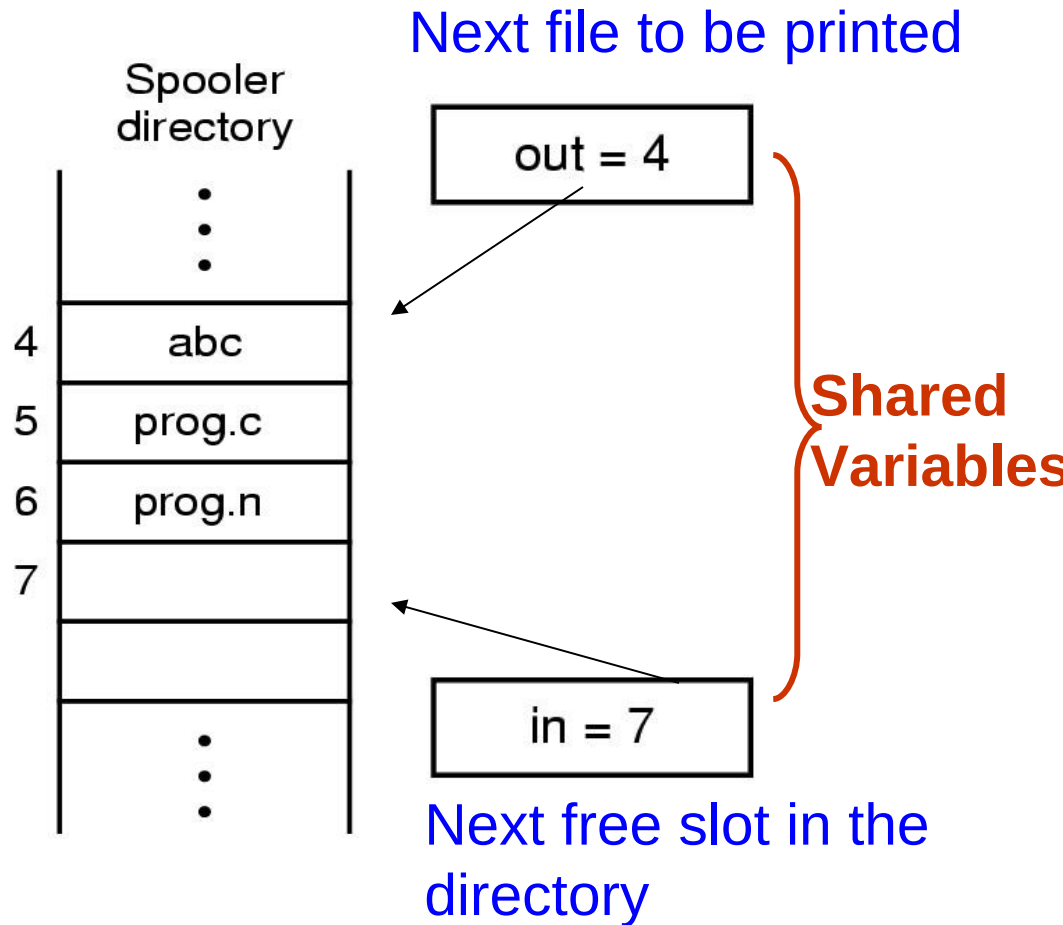 Next file to be printed
Spooler
directory
out = 4
4 abc
5 prog.c
6 prog.n
7
Shared
Variables
in = 7
Next free slot in the
directory